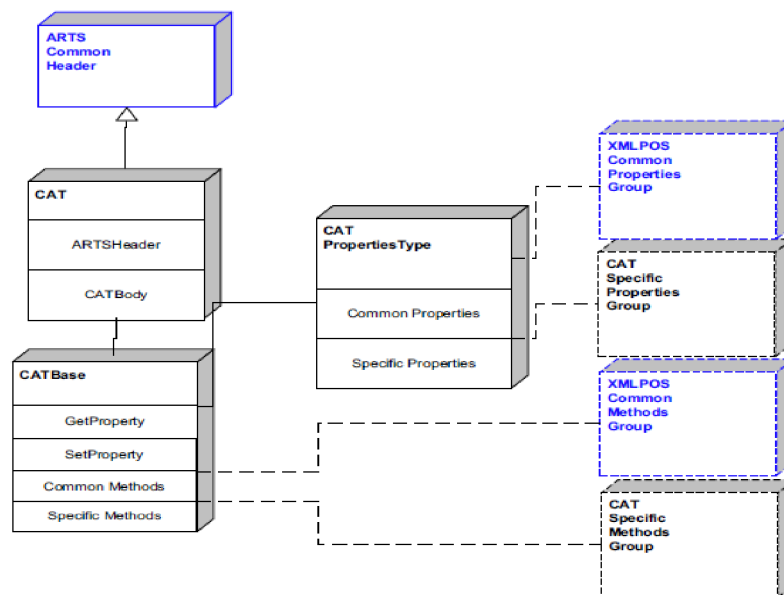 ARTS
Common
Header
CAT
ARTSHeader
CATBody
CATBase
GetProperty
SetProperty
Common Methods
Specific Methods
CAT
PropertiesType
Common Properties
Specific Properties
XMLPOS
Common
Properties
Group
CAT
Specific
Properties
Group
XMLPOS
Common
Methods
Group
CAT
Specific
Methods
Group